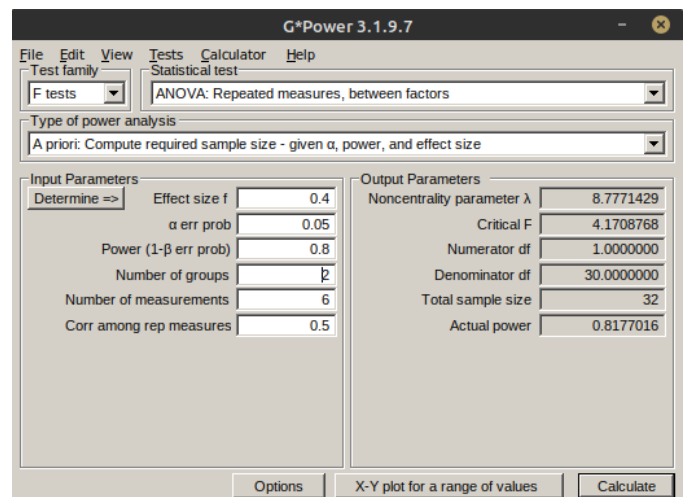 G*Power 3.1.9.7
File Edit View Tests Calculator Help
Test family
Statistical test
F tests
ANOVA: Repeated measures, between factors
Type of power analysis
A priori: Compute required sample size - given α, power, and effect size
Input Parameters
Determine => Effect size f 0.4
α err prob 0.05
Power (1-β err prob) 0.8
Number of groups 2
Number of measurements 6
Corr among rep measures 0.5
Output Parameters
Noncentrality parameter λ 8.7771429
Critical F 4.1708768
Numerator df 1.0000000
Denominator df 30.0000000
Total sample size 32
Actual power 0.8177016
Options X-Y plot for a range of values Calculate